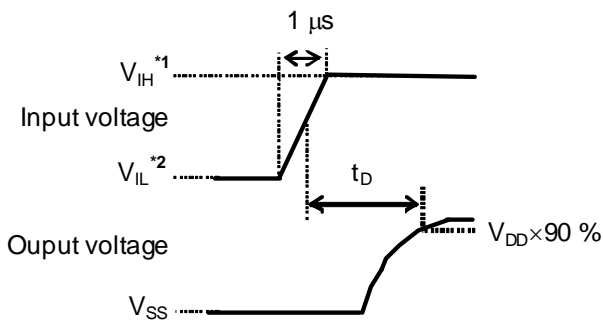 1 μs
V_IH*1
Input voltage
V_IL*2
t_D
Ouput voltage
V_DD×90 %
V_SS